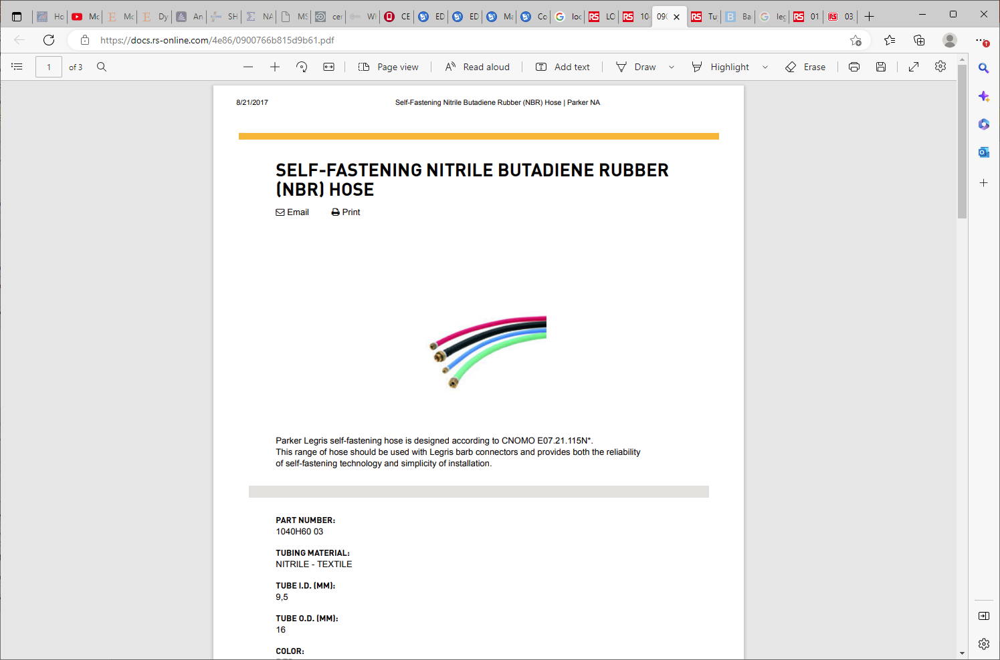 Ho
Mc
Mc
Dy
An
SH
NA
MS
cer
Wh
CE
ED
ED
Ma
Co
loc
LO
10
090
Tu
Ba
leg
01
03
https://docs.rs-online.com/4e86/0900766b815d9b61.pdf
1
1 of 3
Page view
Read aloud
Add text
Draw
Highlight
Erase
8/21/2017
Self-Fastening Nitrile Butadiene Rubber (NBR) Hose | Parker NA
SELF-FASTENING NITRILE BUTADIENE RUBBER
(NBR) HOSE
Email Print
Parker Legris self-fastening hose is designed according to CNOMO E07.21.115N*.
This range of hose should be used with Legris barb connectors and provides both the reliability
of self-fastening technology and simplicity of installation.
PART NUMBER:
1040H60 03
TUBING MATERIAL:
NITRILE - TEXTILE
TUBE I.D. (MM):
9,5
TUBE O.D. (MM):
16
COLOR: